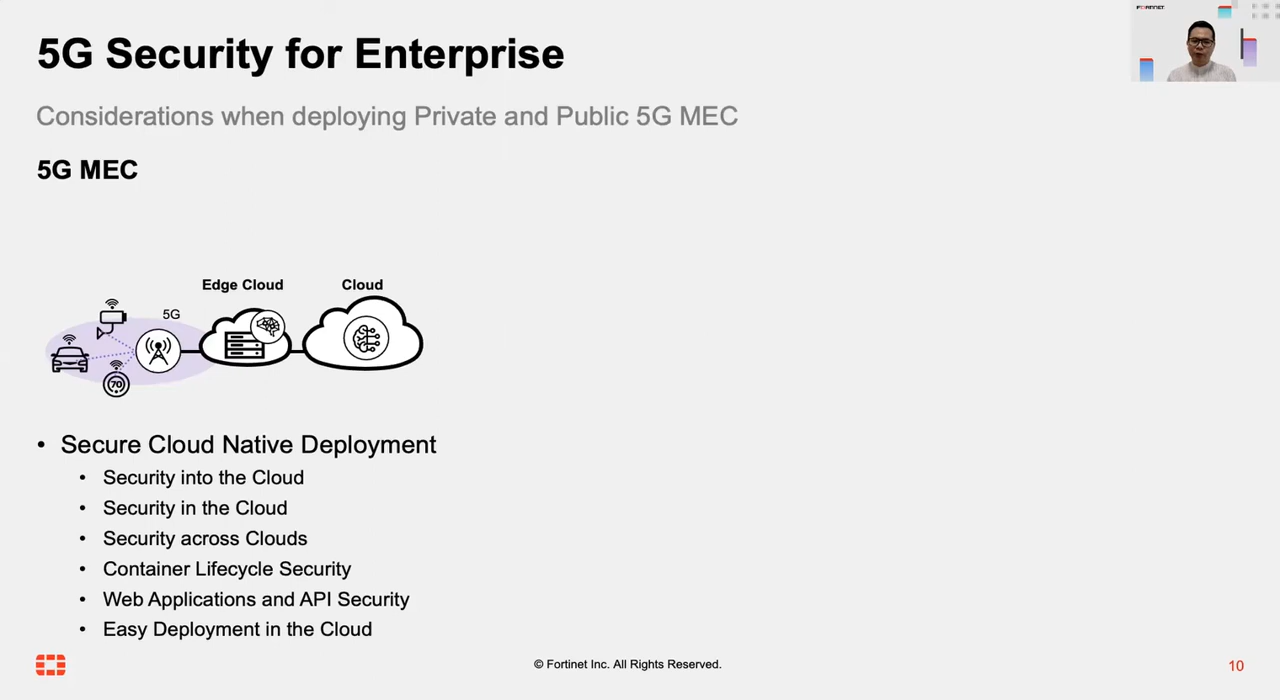 5G Security for Enterprise
FORTINET
Considerations when deploying Private and Public 5G MEC
5G MEC
Edge Cloud
Cloud
5G
70
• Secure Cloud Native Deployment
• Security into the Cloud
• Security in the Cloud
• Security across Clouds
• Container Lifecycle Security
• Web Applications and API Security
• Easy Deployment in the Cloud
© Fortinet Inc. All Rights Reserved.
10